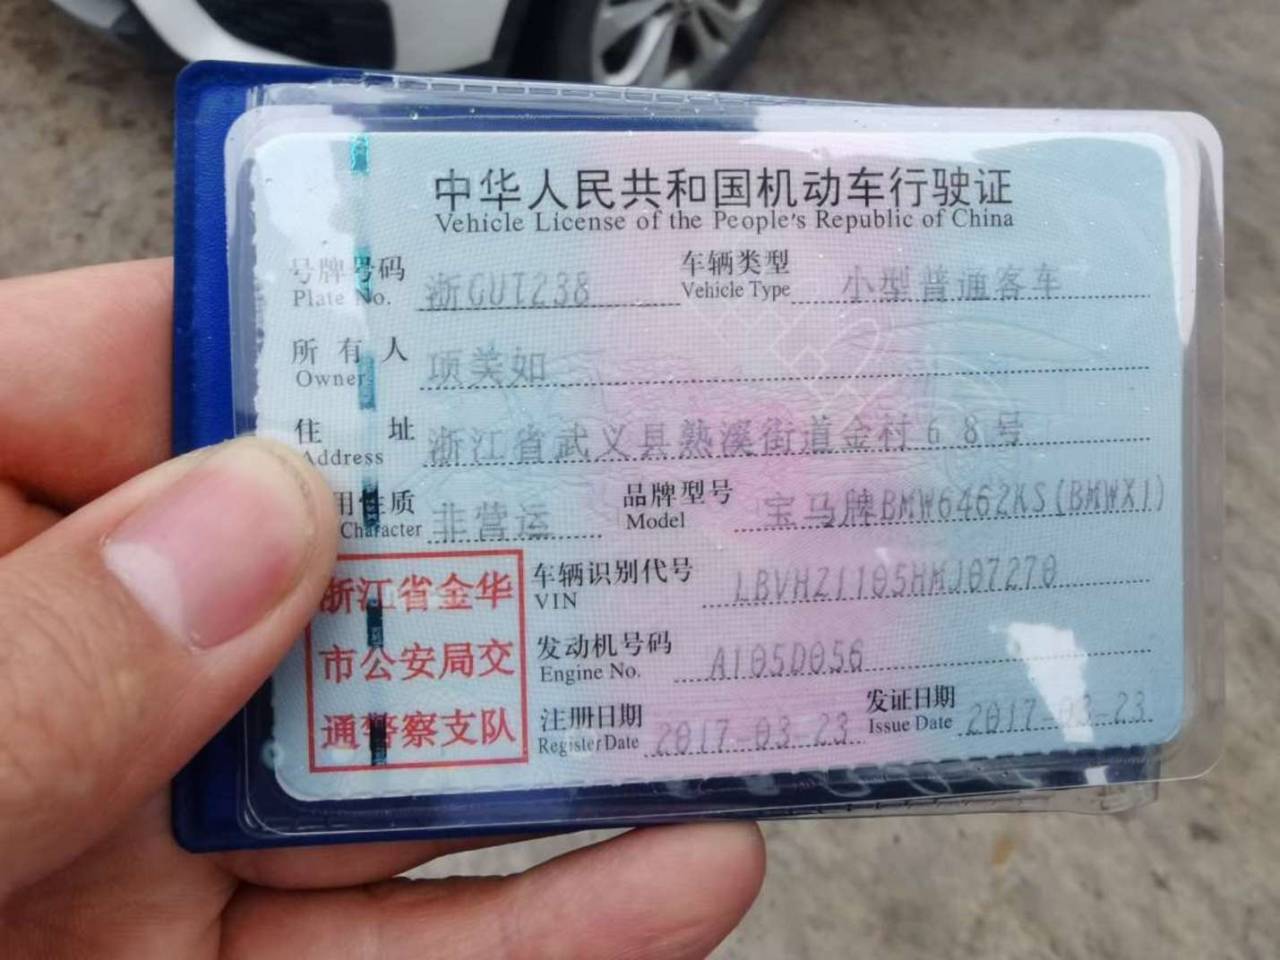 中华人民共和国机动车行驶证
Vehicle License of the People's Republic of China
号牌号码 浙GUT238 车辆类型 小型普通客车
Plate No. Vehicle Type
所有人 项美如
Owner
住址 浙江省武义县熟溪街道金村68号
Address
用性质 非营运 品牌型号 宝马牌BMW6462KS(BMWX1)
Character Model
浙江省金华
市公安局交
通警察支队
车辆识别代号 LBVHZ1105HMJ07270
VIN
发动机号码 A105D056
Engine No.
注册日期 2017-03-23 发证日期 2017-03-23
Register Date Issue Date